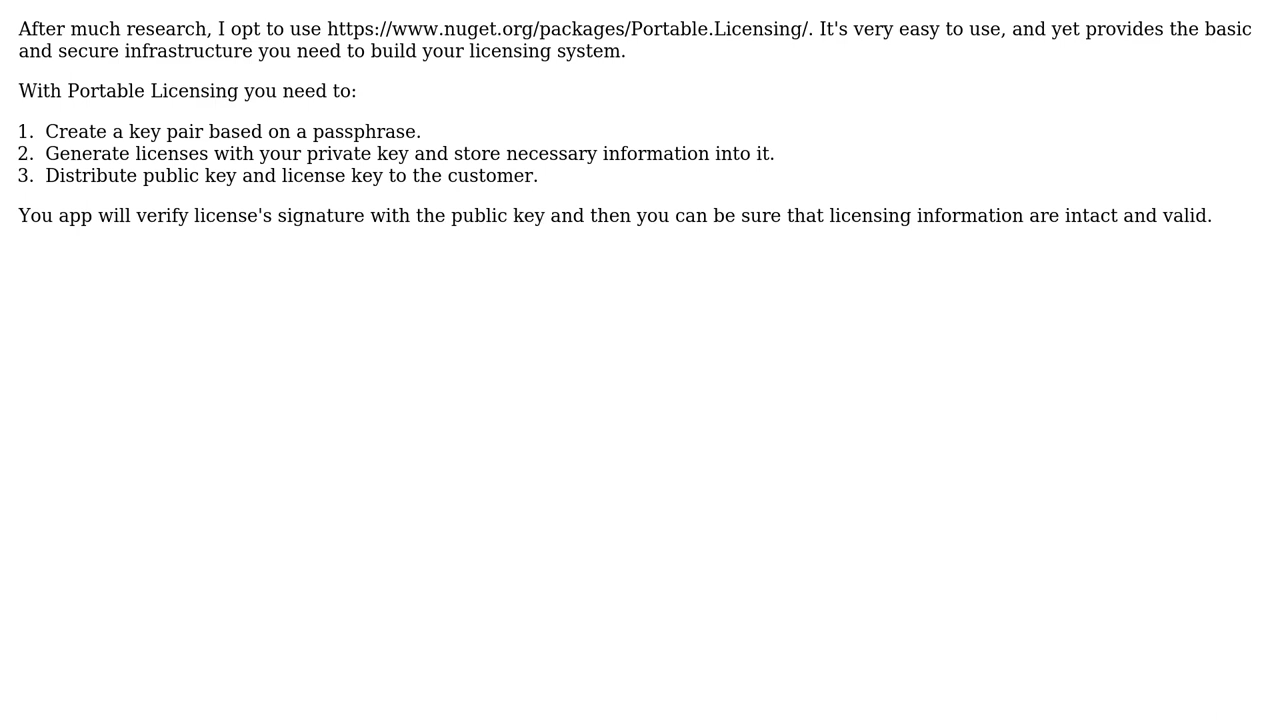 After much research, I opt to use https://www.nuget.org/packages/Portable.Licensing/. It's very easy to use, and yet provides the basic
and secure infrastructure you need to build your licensing system.
With Portable Licensing you need to:
1. Create a key pair based on a passphrase.
2. Generate licenses with your private key and store necessary information into it.
3. Distribute public key and license key to the customer.
You app will verify license's signature with the public key and then you can be sure that licensing information are intact and valid.